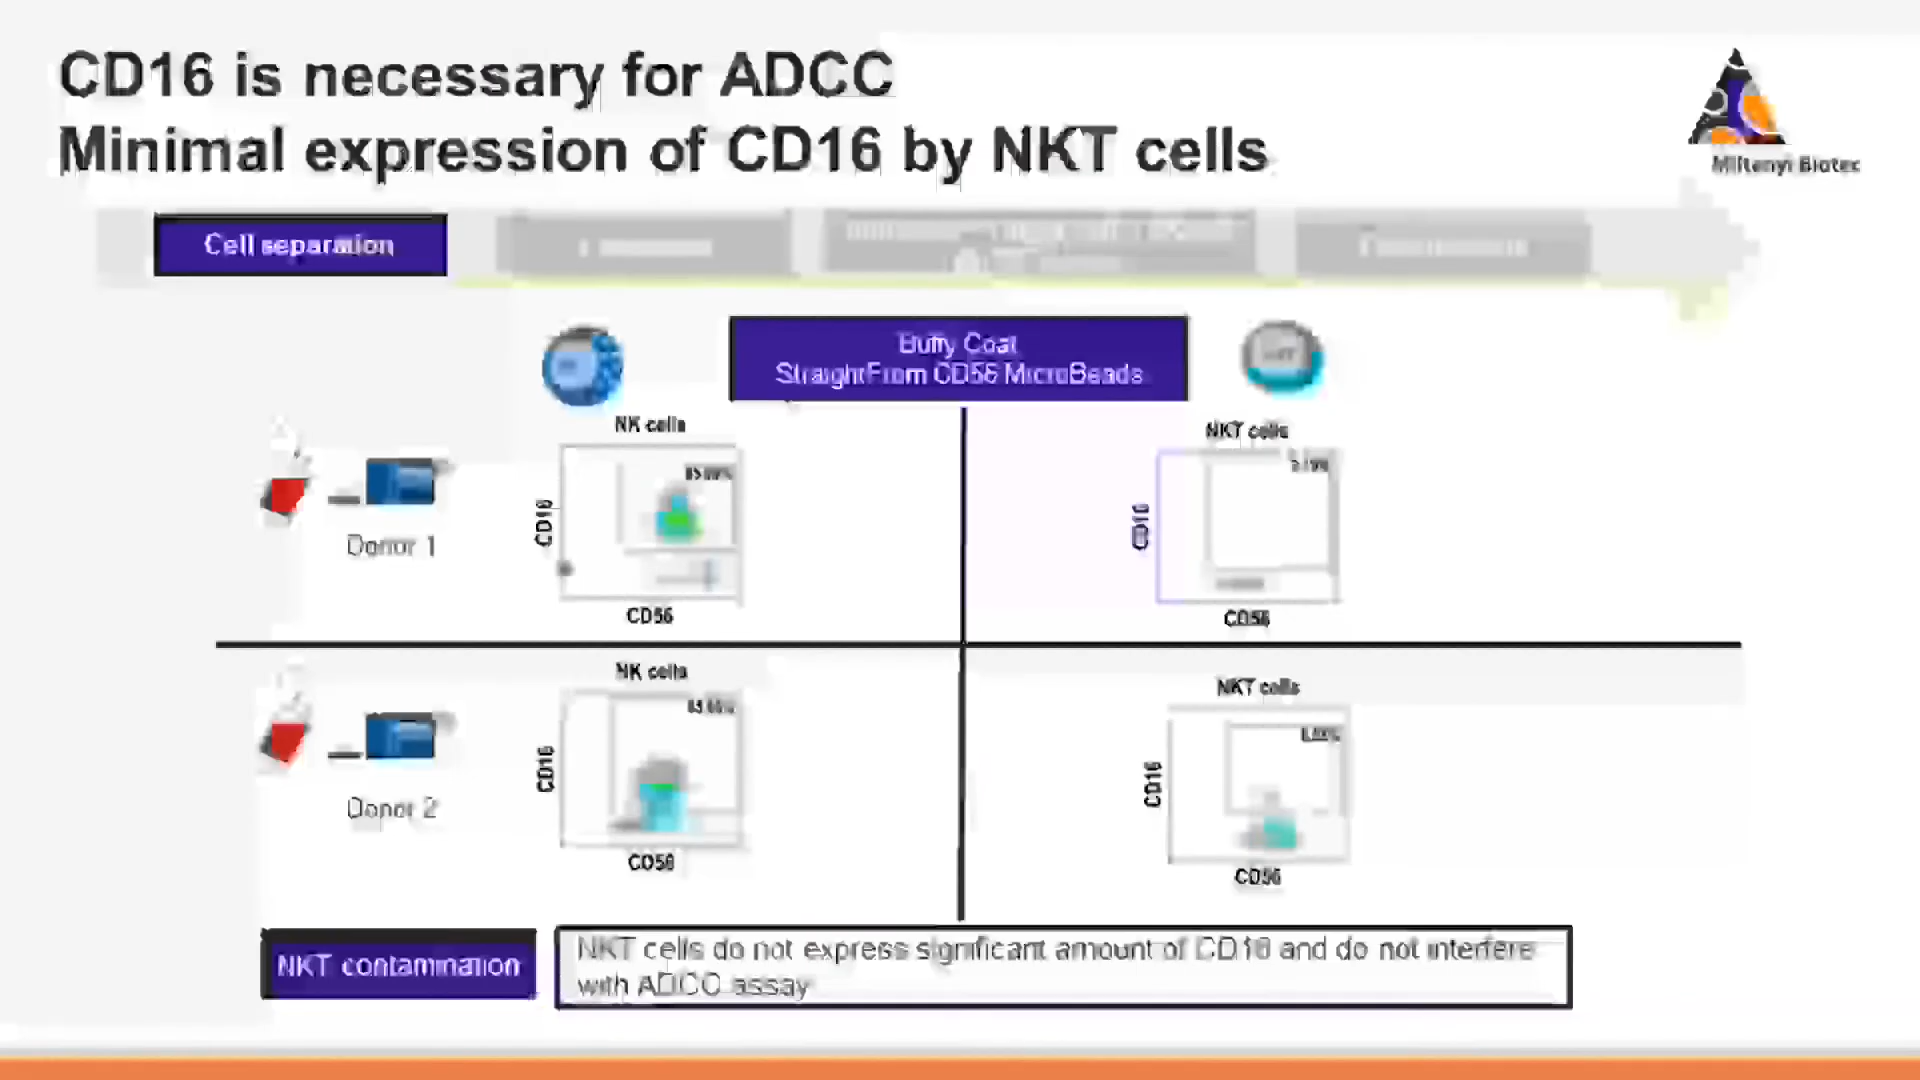 CD16 is necessary for ADCC
Minimal expression of CD16 by NKT cells
Miltenyi Biotec
Cell separation
Buffy Coat
StraightFrom CD56 MicroBeads
NK cells
NKT cells
CD16
CD16
Donor 1
CD56
CD56
NK cells
NKT cells
CD16
CD16
Donor 2
CD56
CD56
NKT contamination
NKT cells do not express significant amount of CD16 and do not interfere
with ADCC assay